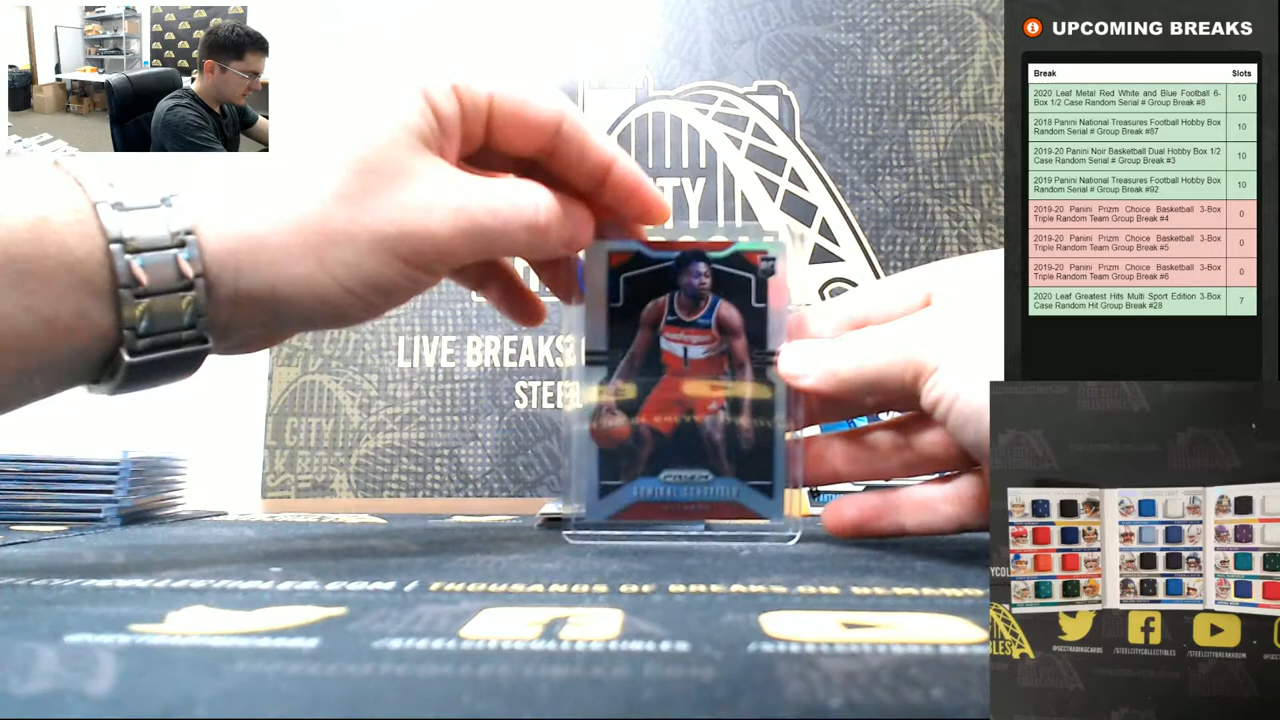 UPCOMING BREAKS
Break Slots
2020 Leaf Metal Red White and Blue Football 6-
Box 1/2 Case Random Serial # Group Break #8 10
2018 Panini National Treasures Football Hobby Box
Random Serial # Group Break #87 10
2019-20 Panini Noir Basketball Dual Hobby Box 1/2
Case Random Serial # Group Break #3 10
2019 Panini National Treasures Football Hobby Box
Random Serial # Group Break #92 10
2019-20 Panini Prizm Choice Basketball 3-Box
Triple Random Team Group Break #4 0
2019-20 Panini Prizm Choice Basketball 3-Box
Triple Random Team Group Break #5 0
2019-20 Panini Prizm Choice Basketball 3-Box
Triple Random Team Group Break #6 0
2020 Leaf Greatest Hits Multi Sport Edition 3-Box
Case Random Hit Group Break #28 7
CITY
LIVE BREAKS
STEEL
1
PRIZM
ADMIRAL SCHOFIELD
STEELCITYCOLLECTIBLES.COM | THOUSANDS OF BREAKS ON DEMAND
@SCCTRADINGCARDS /STEELCITYCOLLECTIBLES /STEELCITYBREAKROOM